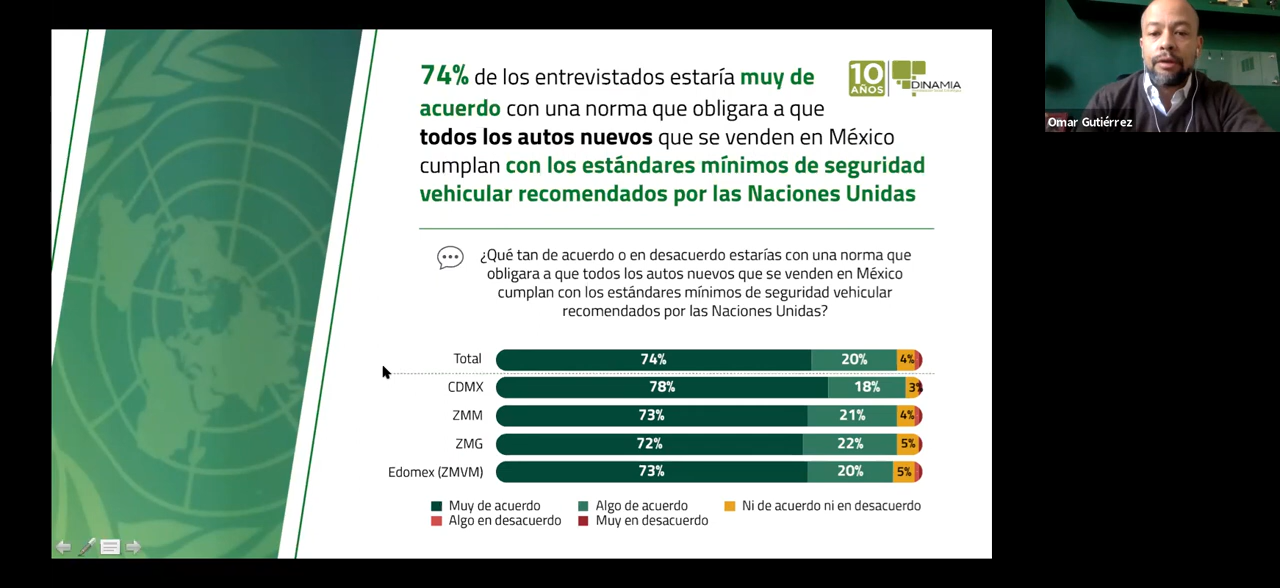 74% de los entrevistados estaría muy de
acuerdo con una norma que obligara a que
todos los autos nuevos que se venden en México
cumplan con los estándares mínimos de seguridad
vehicular recomendados por las Naciones Unidas
10
AÑOS
DINAMIA
Omar Gutiérrez
¿Qué tan de acuerdo o en desacuerdo estarías con una norma que
obligara a que todos los autos nuevos que se venden en México
cumplan con los estándares mínimos de seguridad vehicular
recomendados por las Naciones Unidas?
Total 74% 20% 4%
CDMX 78% 18% 3%
ZMM 73% 21% 4%
ZMG 72% 22% 5%
Edomex (ZMVM) 73% 20% 5%
Muy de acuerdo Algo de acuerdo Ni de acuerdo ni en desacuerdo
Algo en desacuerdo Muy en desacuerdo